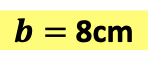 b = 8cm